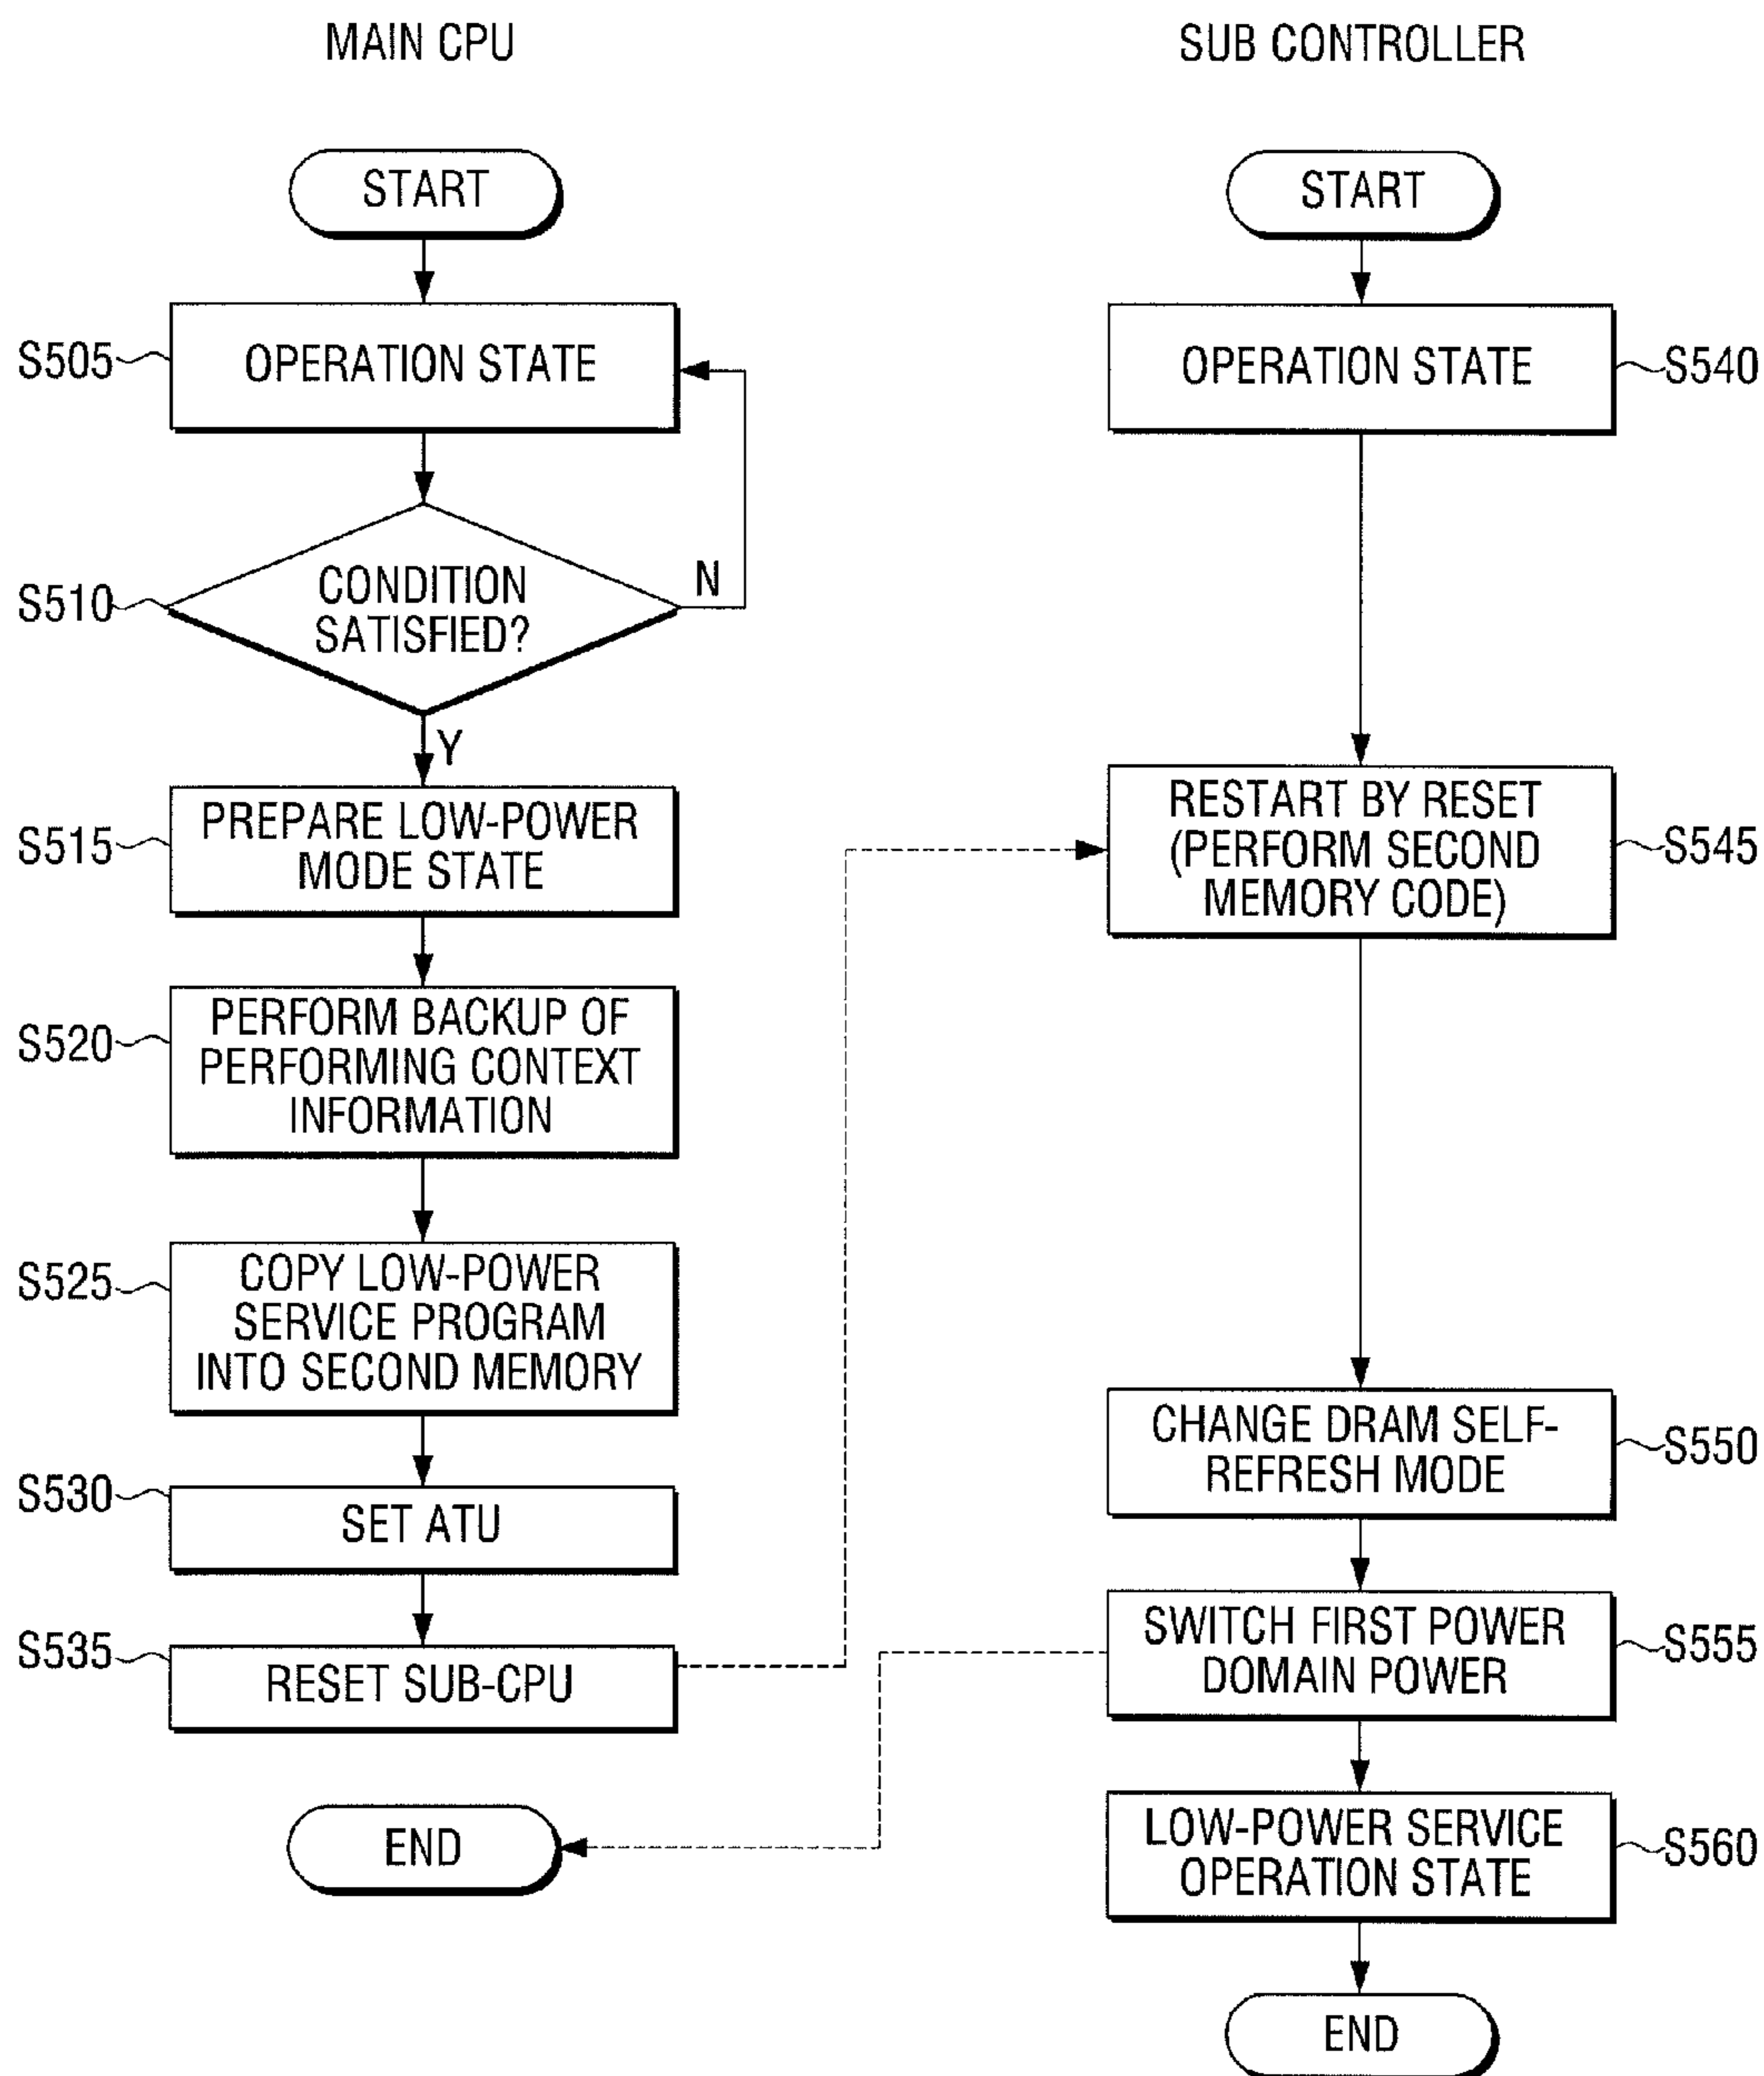 MAIN CPU
SUB CONTROLLER
START
START
S505
OPERATION STATE
OPERATION STATE
S540
S510
CONDITION
SATISFIED?
N
Y
S515
PREPARE LOW-POWER
MODE STATE
RESTART BY RESET
(PERFORM SECOND
MEMORY CODE)
S545
S520
PERFORM BACKUP OF
PERFORMING CONTEXT
INFORMATION
S525
COPY LOW-POWER
SERVICE PROGRAM
INTO SECOND MEMORY
CHANGE DRAM SELF-
REFRESH MODE
S550
S530
SET ATU
S535
RESET SUB-CPU
SWITCH FIRST POWER
DOMAIN POWER
S555
END
LOW-POWER SERVICE
OPERATION STATE
S560
END